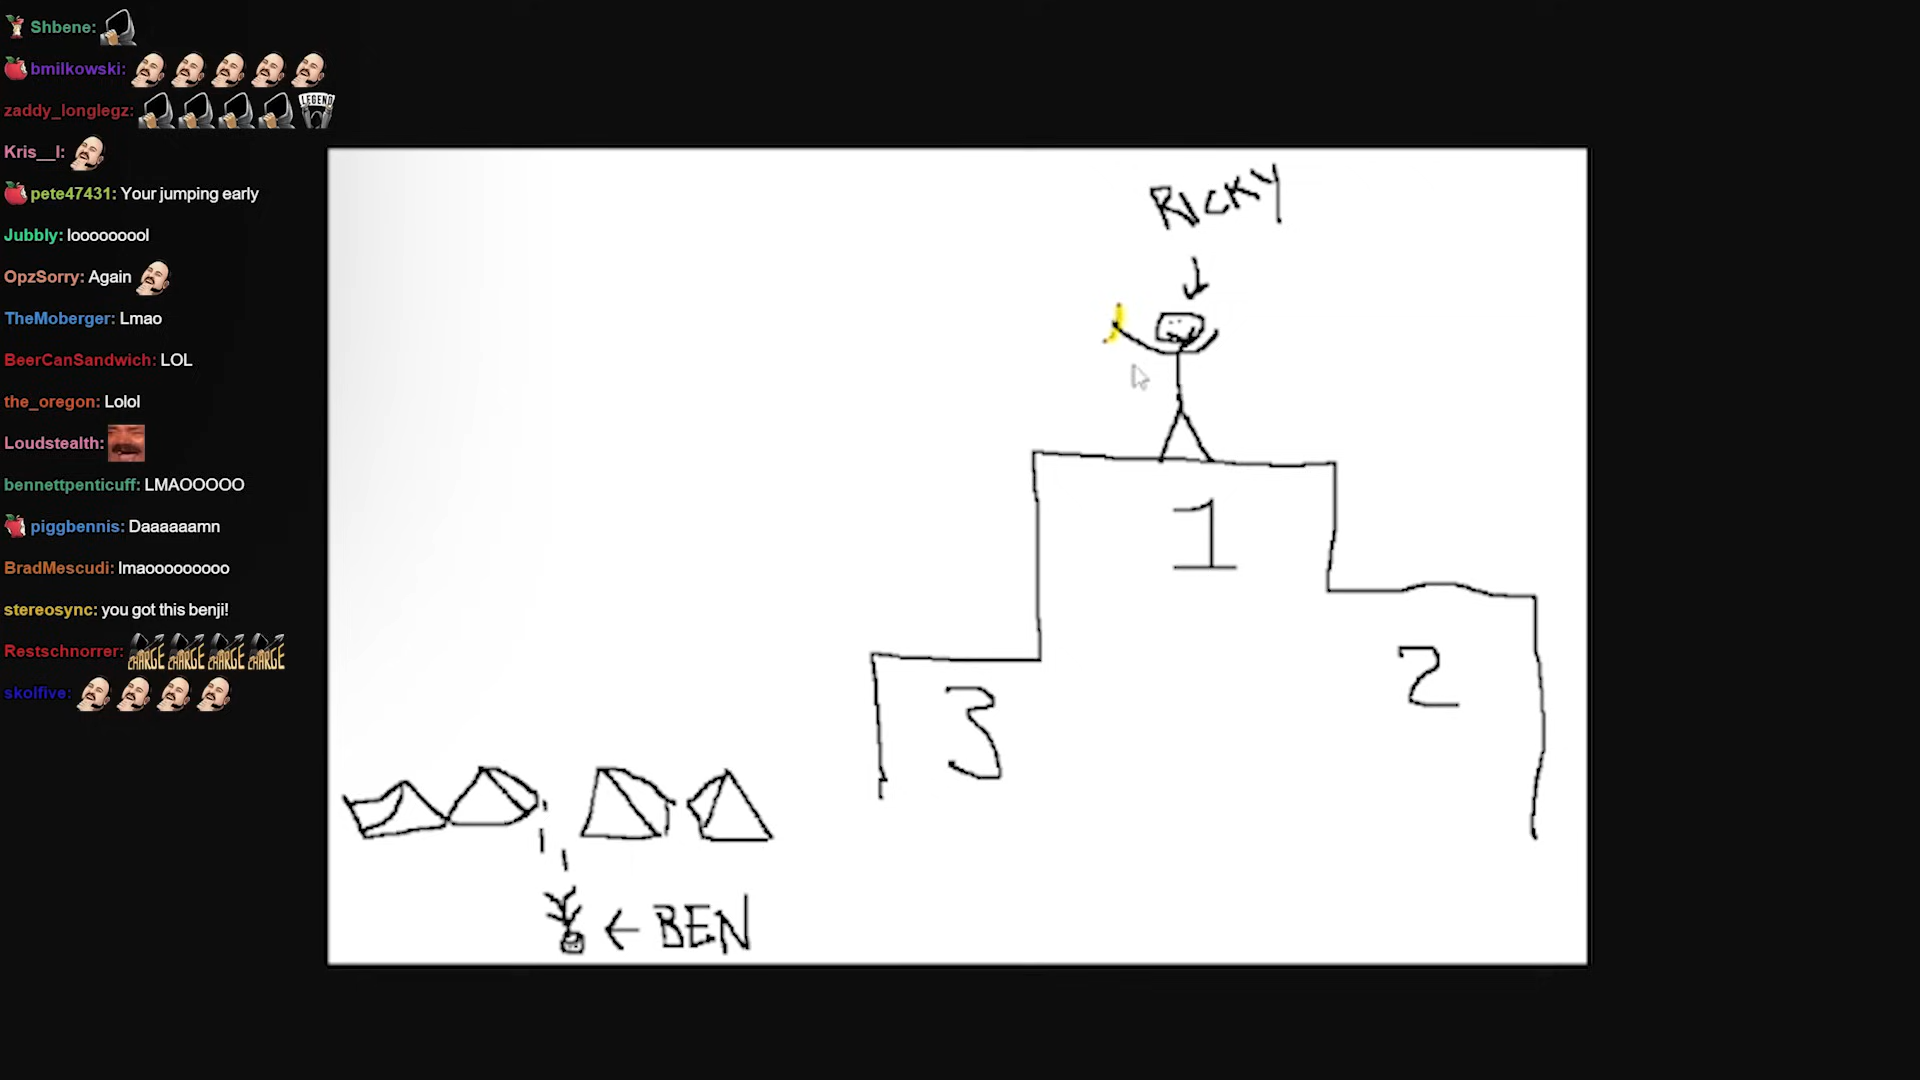 Shbene:
bmilkowski:
zaddy_longlegz: LEGEND
Kris__l:
pete47431: Your jumping early
Jubbly: looooooool
OpzSorry: Again
TheMoberger: Lmao
BeerCanSandwich: LOL
the_oregon: Lolol
Loudstealth:
bennettpenticuff: LMAOOOOO
piggbennis: Daaaaaamn
BradMescudi: lmaooooooooo
stereosync: you got this benji!
Restschnorrer: CHARGE CHARGE CHARGE CHARGE
skolfive:
RICKY
1
2
3
BEN